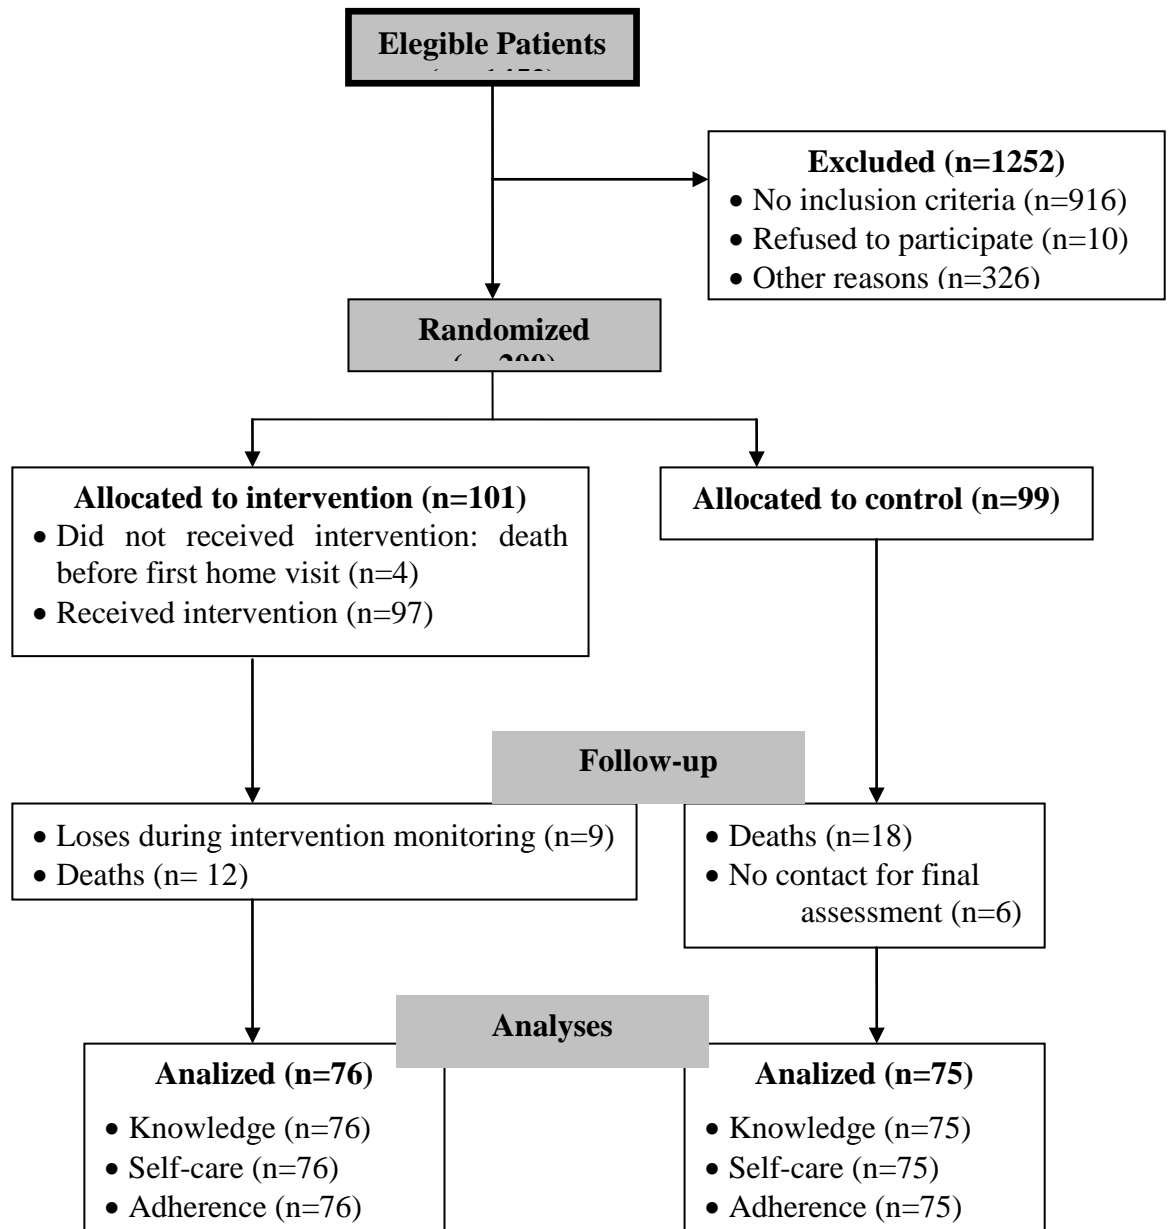 Elegible Patients
Excluded (n=1252)
• No inclusion criteria (n=916)
• Refused to participate (n=10)
• Other reasons (n=326)
Randomized
Allocated to intervention (n=101)
• Did not received intervention: death
before first home visit (n=4)
• Received intervention (n=97)
Allocated to control (n=99)
Follow-up
• Loses during intervention monitoring (n=9)
• Deaths (n= 12)
• Deaths (n=18)
• No contact for final
assessment (n=6)
Analyses
Analized (n=76)
• Knowledge (n=76)
• Self-care (n=76)
• Adherence (n=76)
Analized (n=75)
• Knowledge (n=75)
• Self-care (n=75)
• Adherence (n=75)